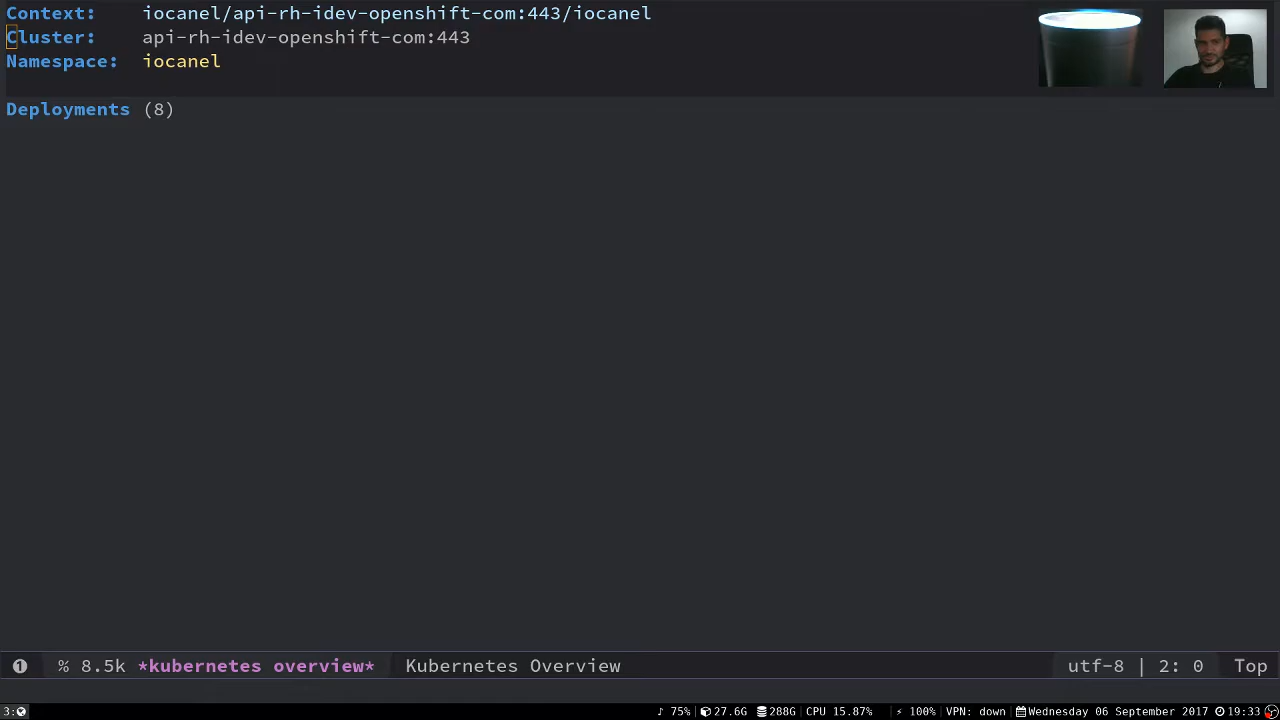 Context: iocanel/api-rh-idev-openshift-com:443/iocanel
Cluster: api-rh-idev-openshift-com:443
Namespace: iocanel
Deployments (8)
1 % 8.5k *kubernetes overview* Kubernetes Overview utf-8 | 2: 0 Top
3: 75% 27.6G 288G CPU 15.87% 100% VPN: down Wednesday 06 September 2017 19:33